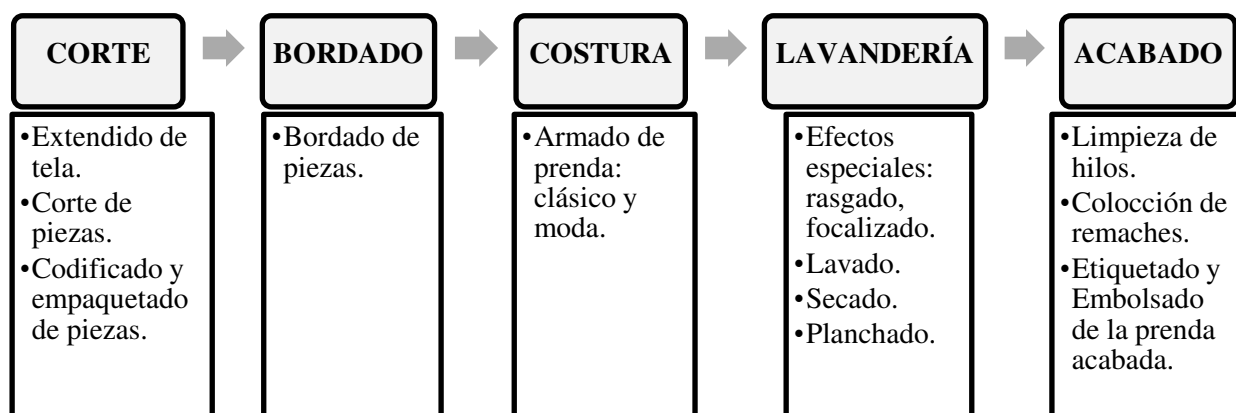 CORTE
•Extendido de
tela.
•Corte de
piezas.
•Codificado y
empaquetado
de piezas.
BORDADO
•Bordado de
piezas.
COSTURA
•Armado de
prenda:
clásico y
moda.
LAVANDERÍA
•Efectos
especiales:
rasgado,
focalizado.
•Lavado.
•Secado.
•Planchado.
ACABADO
•Limpieza de
hilos.
•Colocción de
remaches.
•Etiquetado y
Embolsado
de la prenda
acabada.